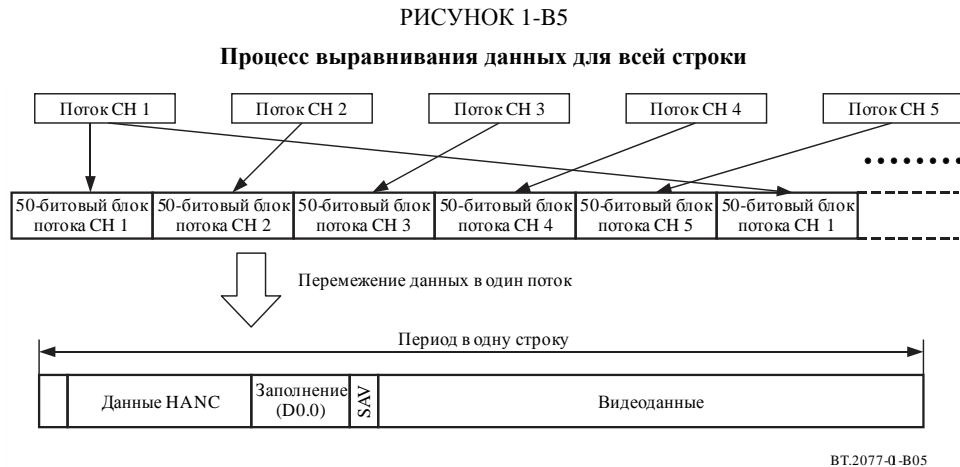 РИСУНОК 1-B5
Процесс выравнивания данных для всей строки
Поток CH 1 Поток CH 2 Поток CH 3 Поток CH 4 Поток CH 5
50-битовый блок потока CH 1
50-битовый блок потока CH 2
50-битовый блок потока CH 3
50-битовый блок потока CH 4
50-битовый блок потока CH 5
50-битовый блок потока CH 1
Перемежение данных в один поток
Период в одну строку
Данные HANC
Заполнение
(D0.0)
SAV
Видеоданные
BT.2077-0-B05